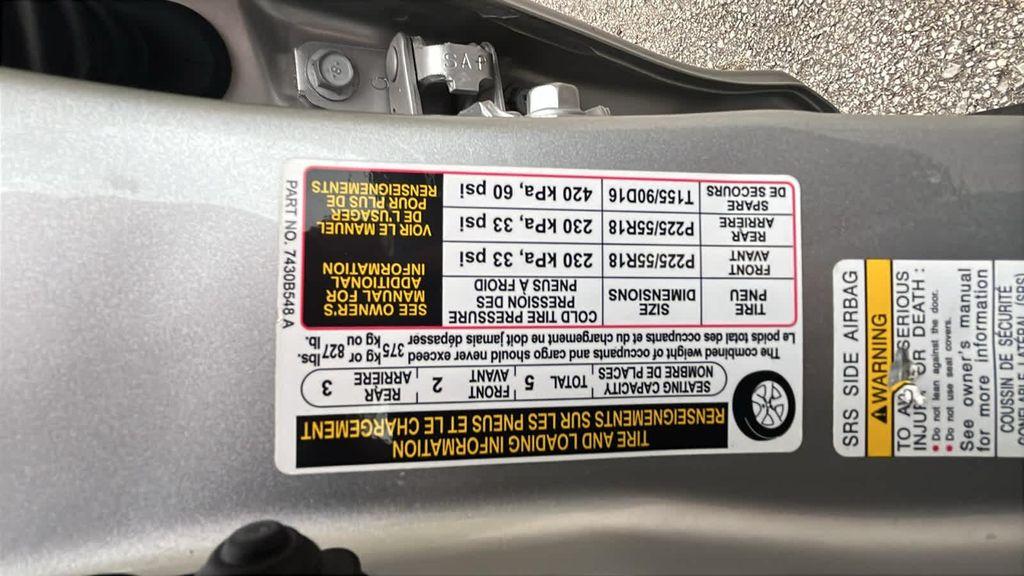 TIRE AND LOADING INFORMATION
RENSEIGNEMENTS SUR LES PNEUS ET LE CHARGEMENT
SEATING CAPACITY
NOMBRE DE PLACES
TOTAL 5
FRONT
AVANT 2
REAR
ARRIÈRE 3
The combined weight of occupants and cargo should never exceed
Le poids total des occupants et du chargement ne doit jamais dépasser
375 kg or 827 lbs.
kg ou lb.
TIRE
PNEU
SIZE
DIMENSIONS
COLD TIRE PRESSURE
PRESSION DES
PNEUS À FROID
SEE OWNER'S
MANUAL FOR
ADDITIONAL
INFORMATION
FRONT
AVANT
P225/55R18
230 kPa, 33 psi
REAR
ARRIÈRE
P225/55R18
230 kPa, 33 psi
VOIR LE MANUEL
DE L'USAGER
POUR PLUS DE
RENSEIGNEMENTS
SPARE
DE SECOURS
T155/90D16
420 kPa, 60 psi
PART NO. 7430B548 A
SRS SIDE AIRBAG
WARNING
TO SERIOUS
OR DEATH:
• Do not lean against the door.
• Do not use seat covers.
See owner's manual
for more information
COUSSIN DE SÉCURITÉ